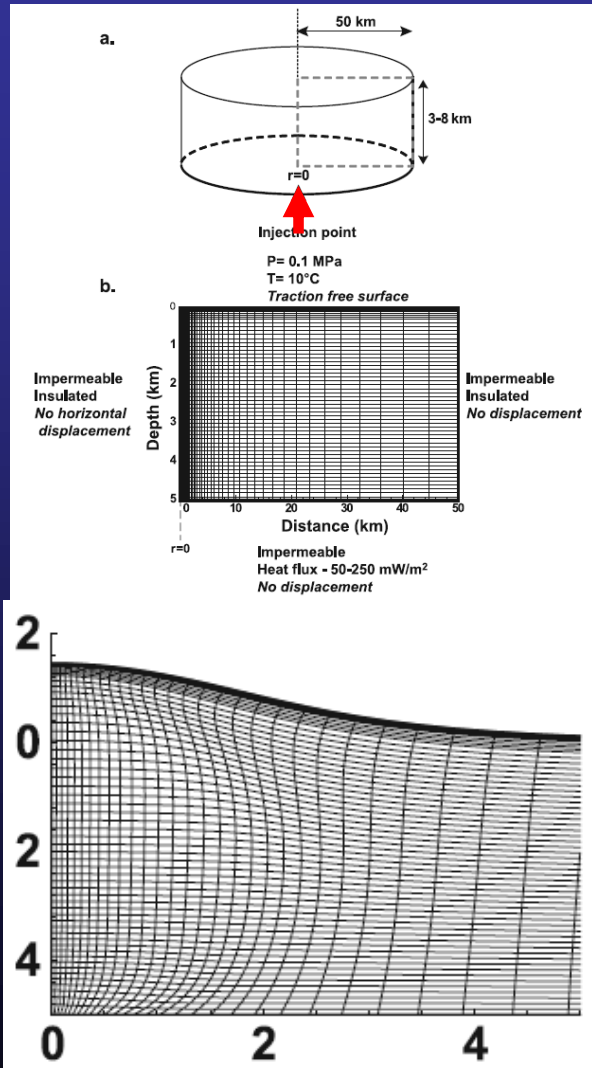 a.
50 km
3-8 km
r=0
Injection point
P= 0.1 MPa
T= 10°C
Traction free surface
b.
0
1
2
3
4
5
Depth (km)
Impermeable
Insulated
No horizontal
displacement
Impermeable
Insulated
No displacement
0 10 20 30 40 50
Distance (km)
r=0
Impermeable
Heat flux - 50-250 mW/m²
No displacement
2
0
2
4
0 2 4